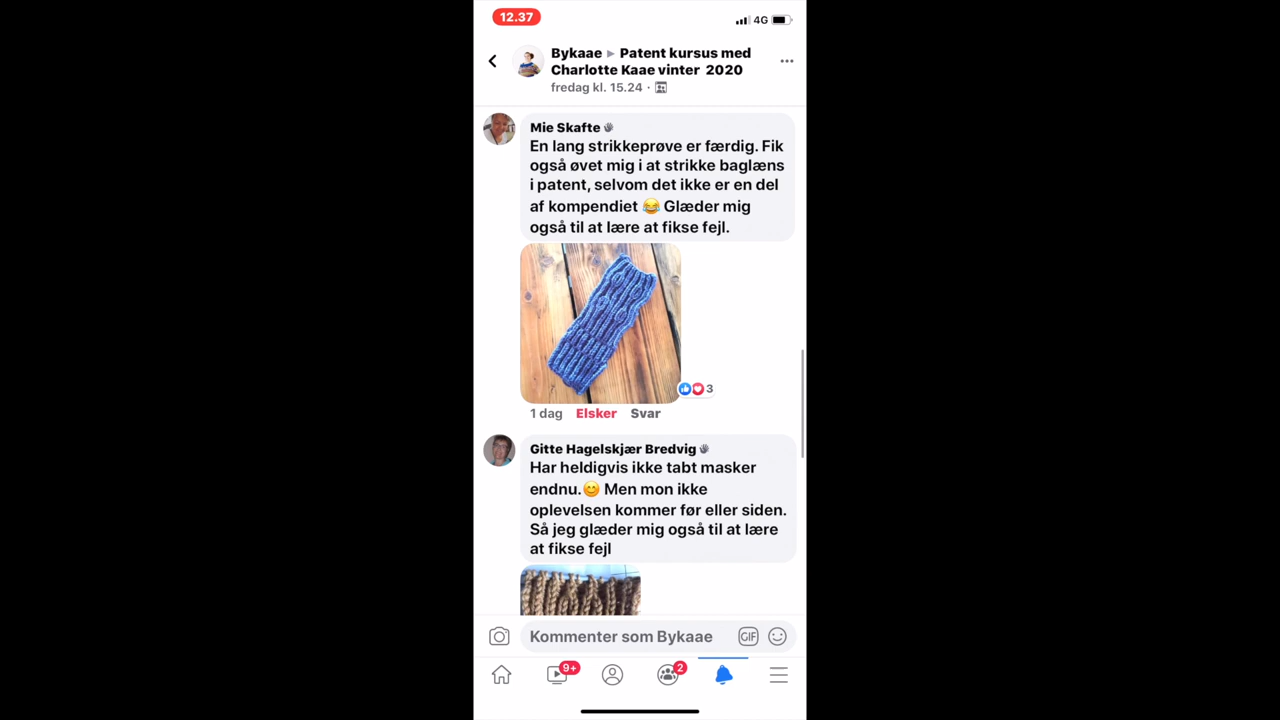 12.37
4G
Bykaae ▸ Patent kursus med
Charlotte Kaae vinter 2020
fredag kl. 15.24 ·
Mie Skafte
En lang strikkeprøve er færdig. Fik
også øvet mig i at strikke baglæns
i patent, selvom det ikke er en del
af kompendiet 😂 Glæder mig
også til at lære at fikse fejl.
3
1 dag Elsker Svar
Gitte Hagelskjær Bredvig
Har heldigvis ikke tabt masker
endnu.😊 Men mon ikke
oplevelsen kommer før eller siden.
Så jeg glæder mig også til at lære
at fikse fejl
Kommenter som Bykaae GIF
9+ 2